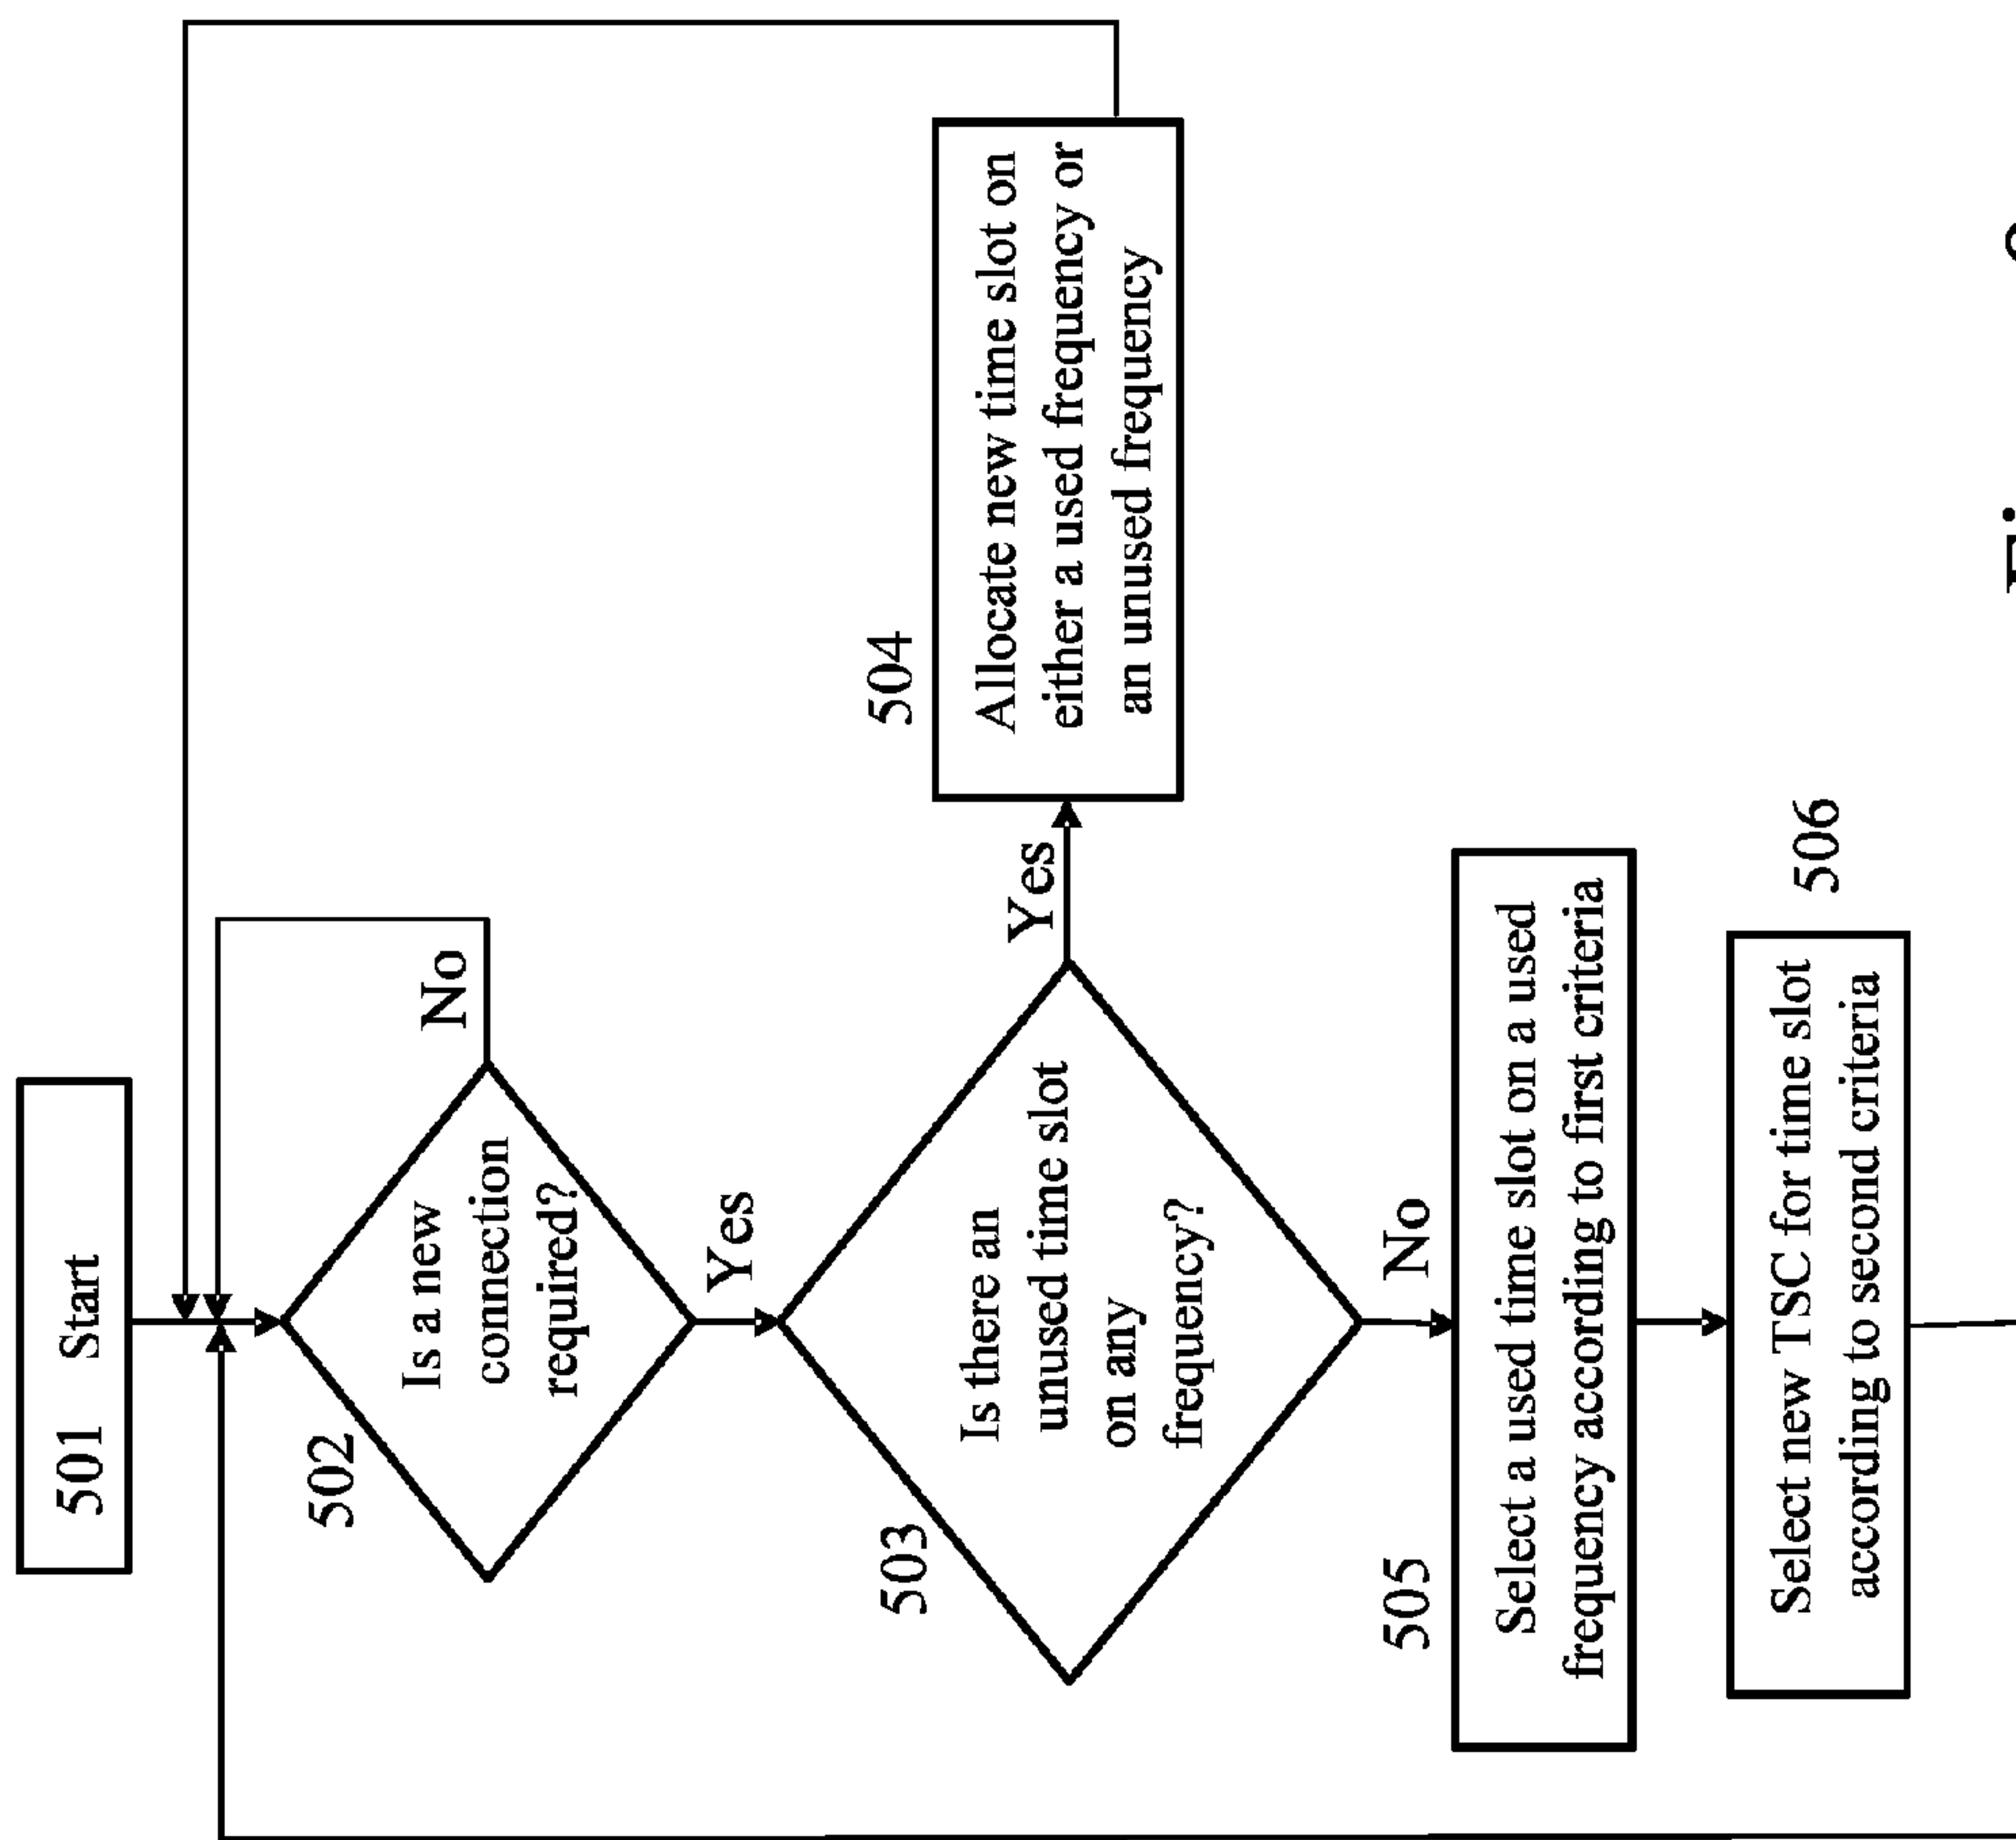 501 Start
502
Is a new
connection
required?
No
Yes
503
Is there an
unused time slot
on any
frequency?
Yes
504
Allocate new time slot on
either a used frequency or
an unused frequency
No
505
Select a used time slot on a used
frequency according to first criteria
506
Select new TSC for time slot
according to second criteria